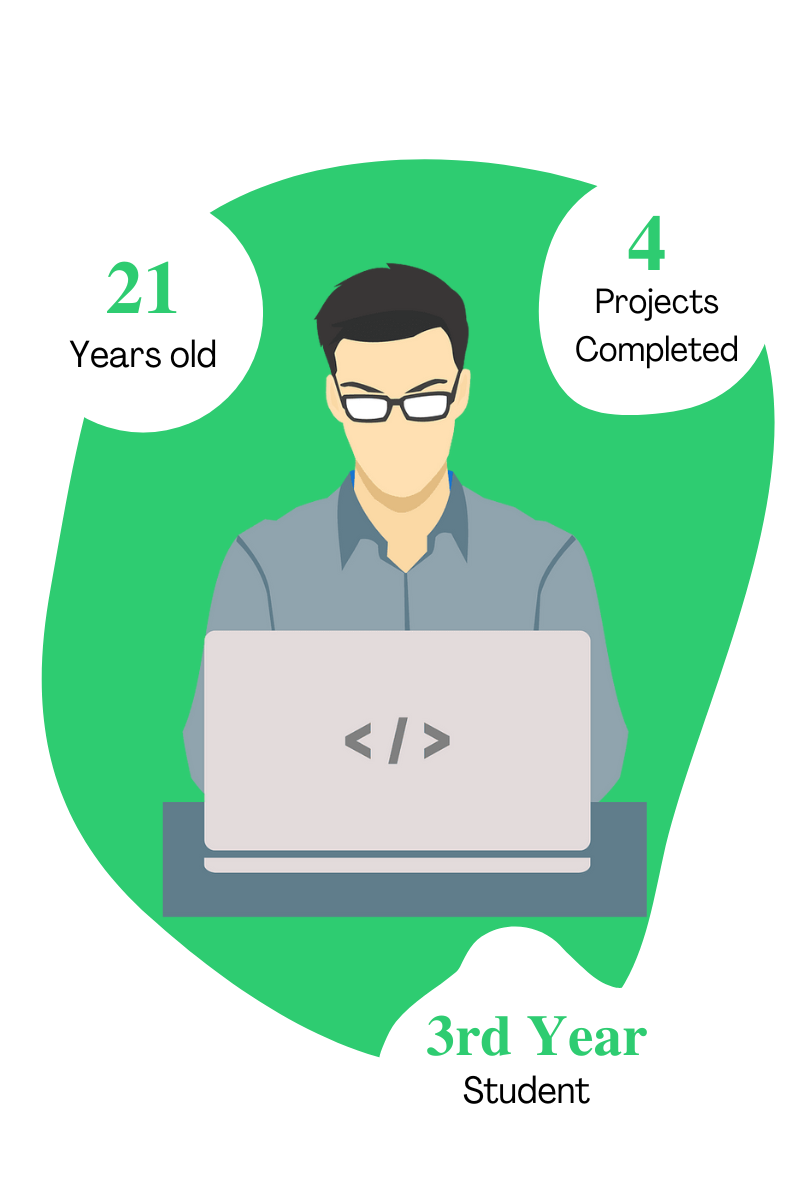 21
Years old
4
Projects
Completed
</>
3rd Year
Student